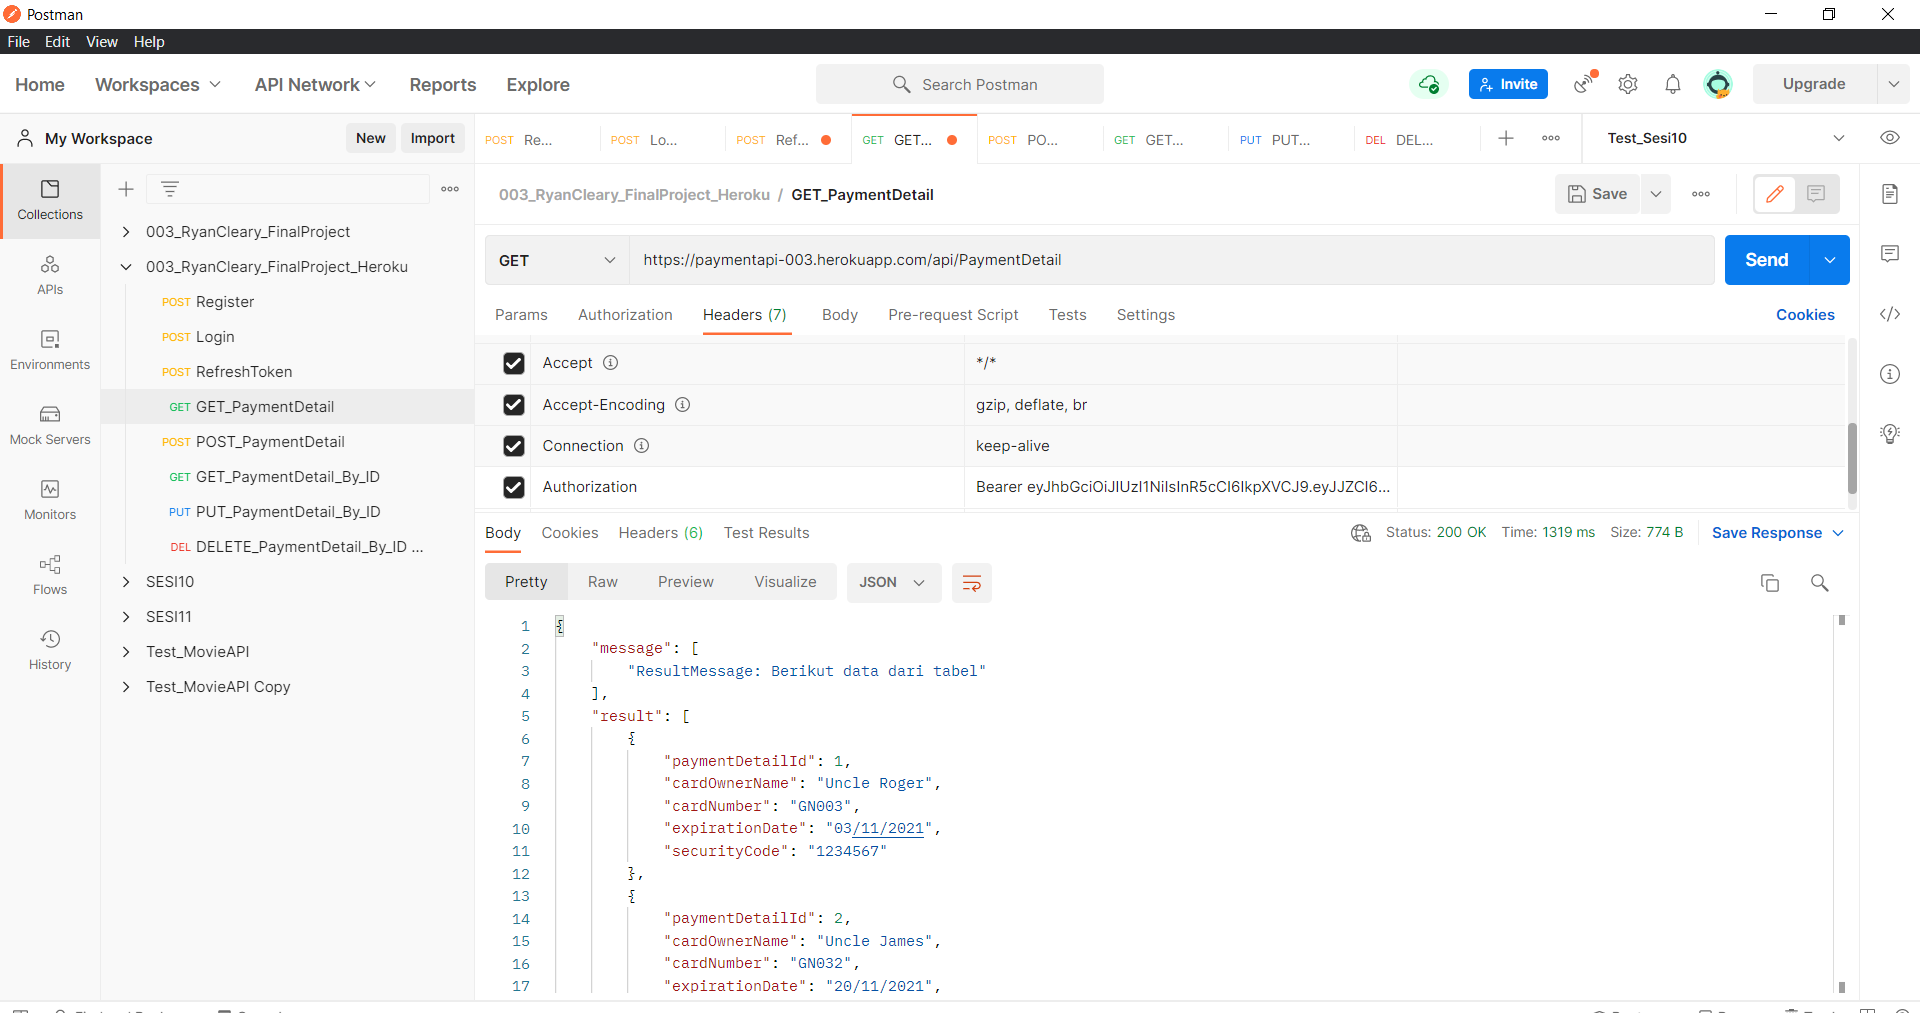 Postman
File Edit View Help
Home Workspaces API Network Reports Explore
Search Postman
Invite
Upgrade
My Workspace
New Import
POST Re...
POST Lo...
POST Ref...
GET GET...
POST PO...
GET GET...
PUT PUT...
DEL DEL...
Test_Sesi10
Collections
APIs
Environments
Mock Servers
Monitors
Flows
History
003_RyanCleary_FinalProject
003_RyanCleary_FinalProject_Heroku
POST Register
POST Login
POST RefreshToken
GET GET_PaymentDetail
POST POST_PaymentDetail
GET GET_PaymentDetail_By_ID
PUT PUT_PaymentDetail_By_ID
DEL DELETE_PaymentDetail_By_ID ...
SESI10
SESI11
Test_MovieAPI
Test_MovieAPI Copy
003_RyanCleary_FinalProject_Heroku / GET_PaymentDetail
Save
GET https://paymentapi-003.herokuapp.com/api/PaymentDetail
Send
Params Authorization Headers (7) Body Pre-request Script Tests Settings
Cookies
Accept */*
Accept-Encoding gzip, deflate, br
Connection keep-alive
Authorization Bearer eyJhbGciOiJIUzI1NiIsInR5cCI6IkpXVCJ9.eyJJZCI6...
Body Cookies Headers (6) Test Results
Status: 200 OK Time: 1319 ms Size: 774 B
Save Response
Pretty Raw Preview Visualize JSON
1 {
2 "message": [
3 "ResultMessage: Berikut data dari tabel"
4 ],
5 "result": [
6 {
7 "paymentDetailId": 1,
8 "cardOwnerName": "Uncle Roger",
9 "cardNumber": "GN003",
10 "expirationDate": "03/11/2021",
11 "securityCode": "1234567"
12 },
13 {
14 "paymentDetailId": 2,
15 "cardOwnerName": "Uncle James",
16 "cardNumber": "GN032",
17 "expirationDate": "20/11/2021",